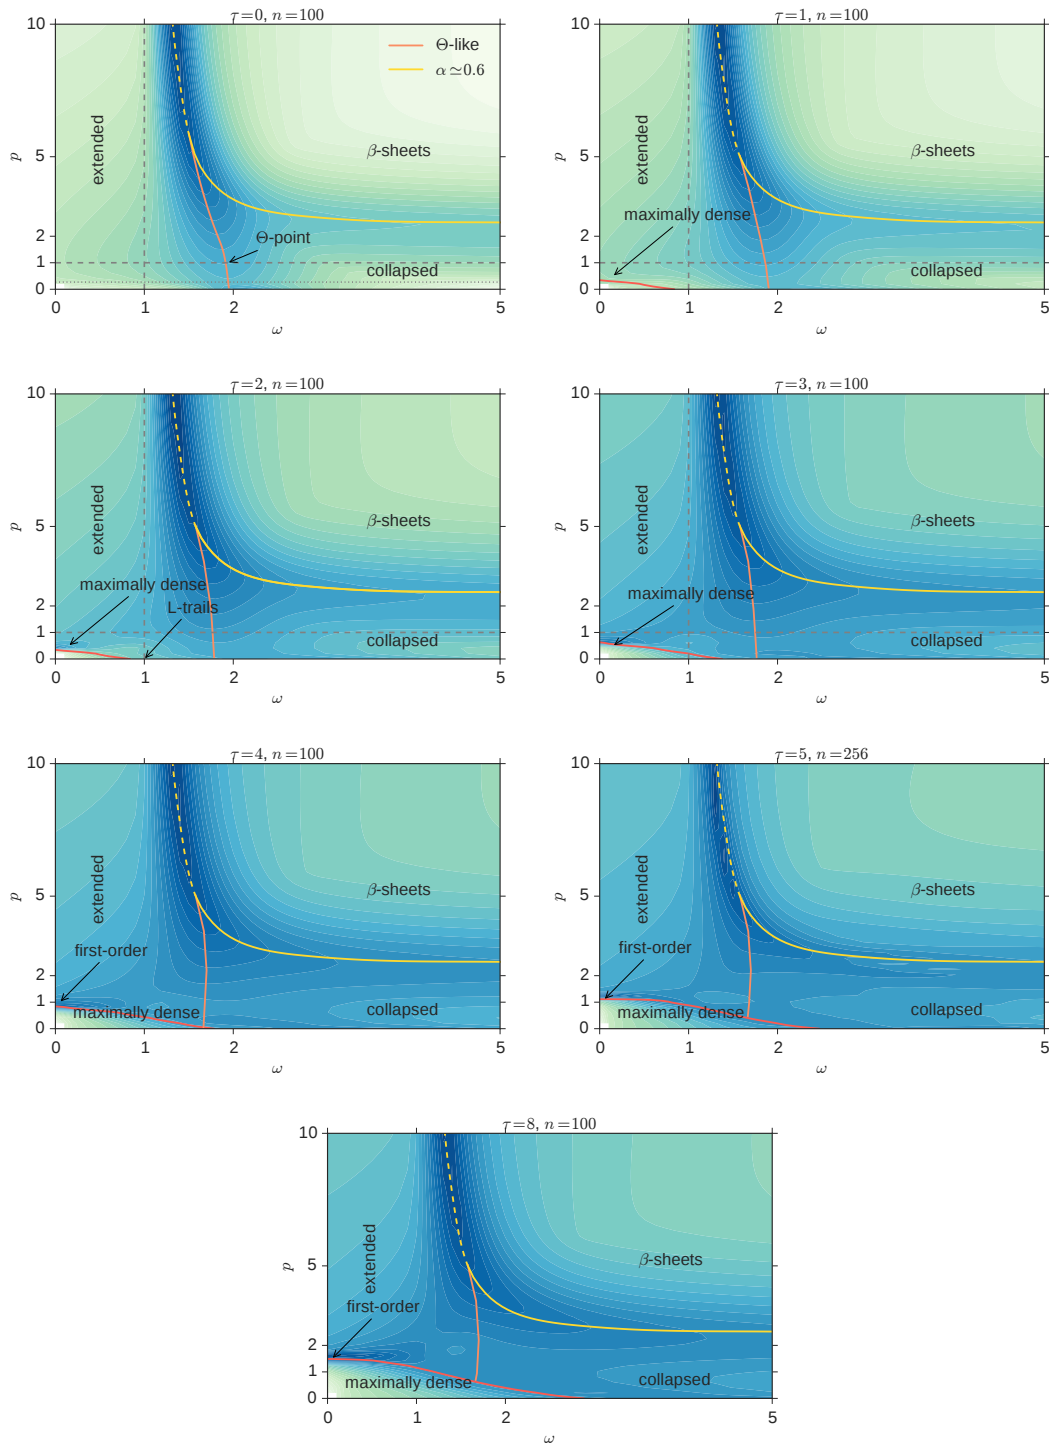 τ=0, n=100
10
Θ-like
α≃0.6
extended
5
β-sheets
p
2
Θ-point
1
collapsed
0
0 1 2 5
ω
τ=1, n=100
10
extended
5
β-sheets
p
maximally dense
2
1
collapsed
0
0 1 2 5
ω
τ=2, n=100
10
extended
5
β-sheets
p
maximally dense
2
L-trails
1
collapsed
0
0 1 2 5
ω
τ=3, n=100
10
extended
5
β-sheets
p
maximally dense
2
1
collapsed
0
0 1 2 5
ω
τ=4, n=100
10
extended
5
β-sheets
p
first-order
2
1
maximally dense
collapsed
0
0 1 2 5
ω
τ=5, n=256
10
extended
5
β-sheets
p
first-order
2
1
maximally dense
collapsed
0
0 1 2 5
ω
τ=8, n=100
10
extended
5
β-sheets
p
first-order
2
1
maximally dense
collapsed
0
0 1 2 5
ω